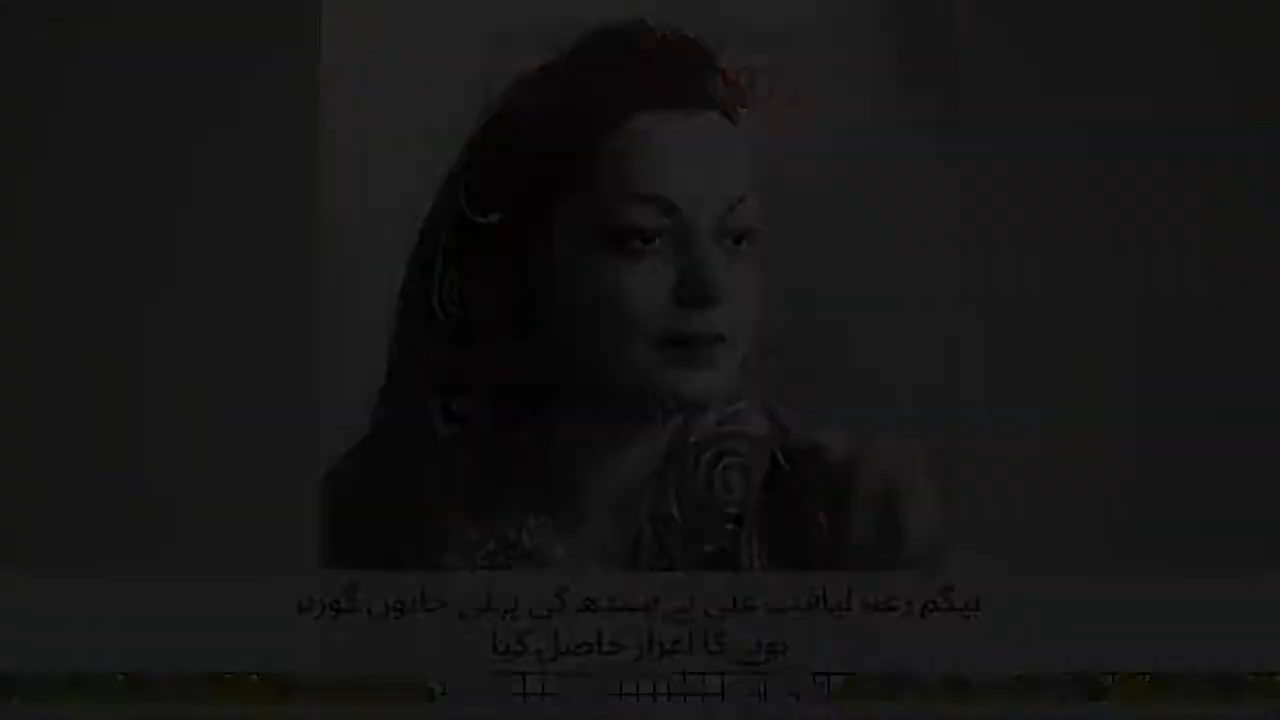 بیگم رعنا لیاقت علی نے سندھ کی پہلی خاتون گورنر
ہونے کا اعزاز حاصل کیا